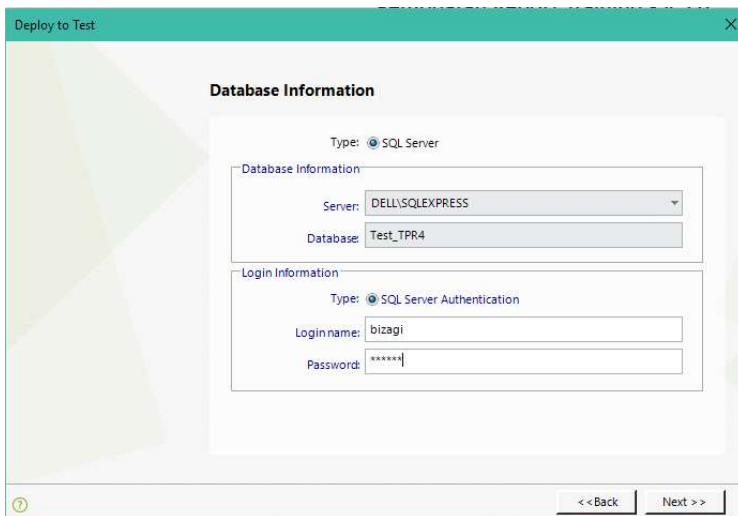 Deploy to Test
Database Information
Type: SQL Server
Database Information
Server: DELL\SQLEXPRESS
Database: Test_TPR4
Login Information
Type: SQL Server Authentication
Login name: bizagi
Password: ******
<<Back Next >>